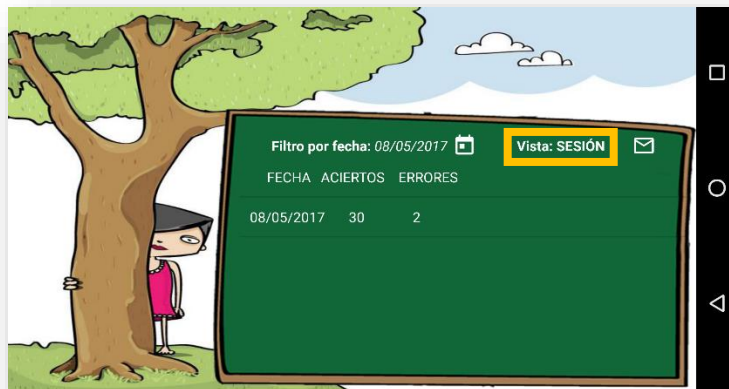 Filtro por fecha: 08/05/2017 Vista: SESIÓN
FECHA ACIERTOS ERRORES
08/05/2017 30 2